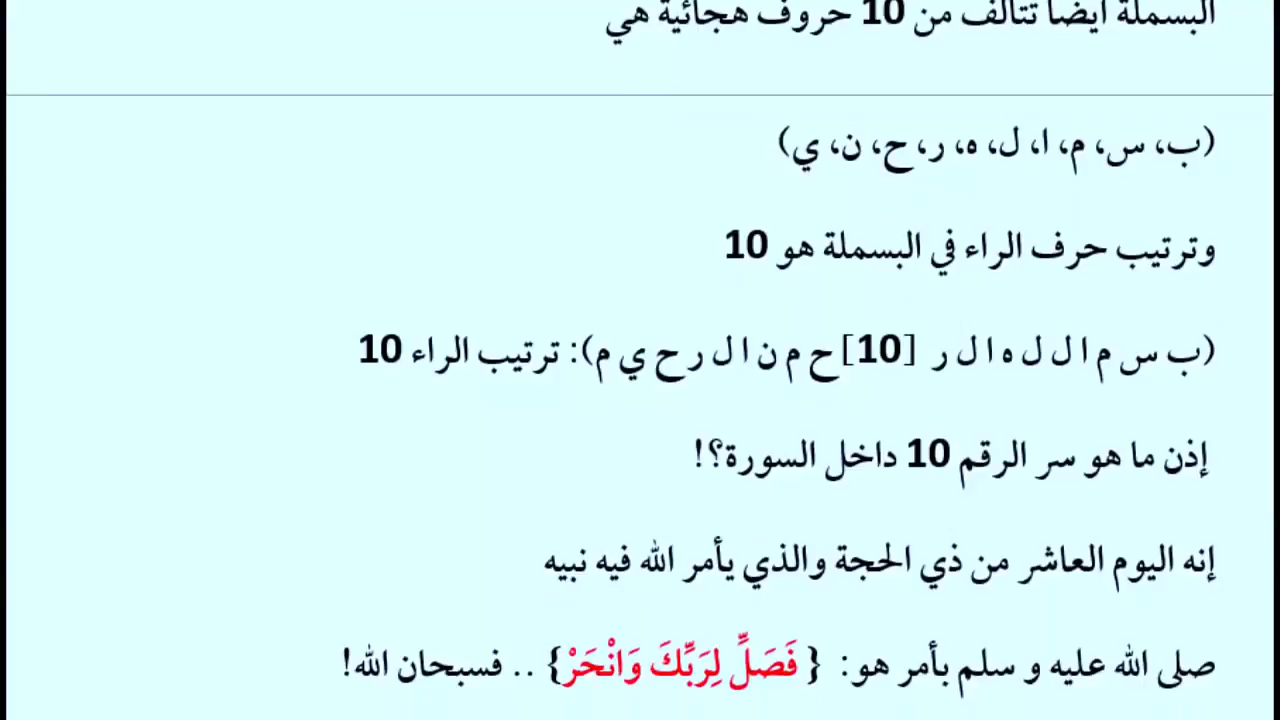 البسملة أيضاً تتألف من 10 حروف هجائية هي
(ب، س، م، ا، ل، ه، ر، ح، ن، ي)
وترتيب حرف الراء في البسملة هو 10
(ب س م ا ل ل ه ا ل ر [10] ح م ن ا ل ر ح ي م): ترتيب الراء 10
إذن ما هو سر الرقم 10 داخل السورة؟!
إنه اليوم العاشر من ذي الحجة والذي يأمر الله فيه نبيه
صلى الله عليه و سلم بأمر هو: { فَصَلِّ لِرَبِّكَ وَانْحَرْ} .. فسبحان الله!